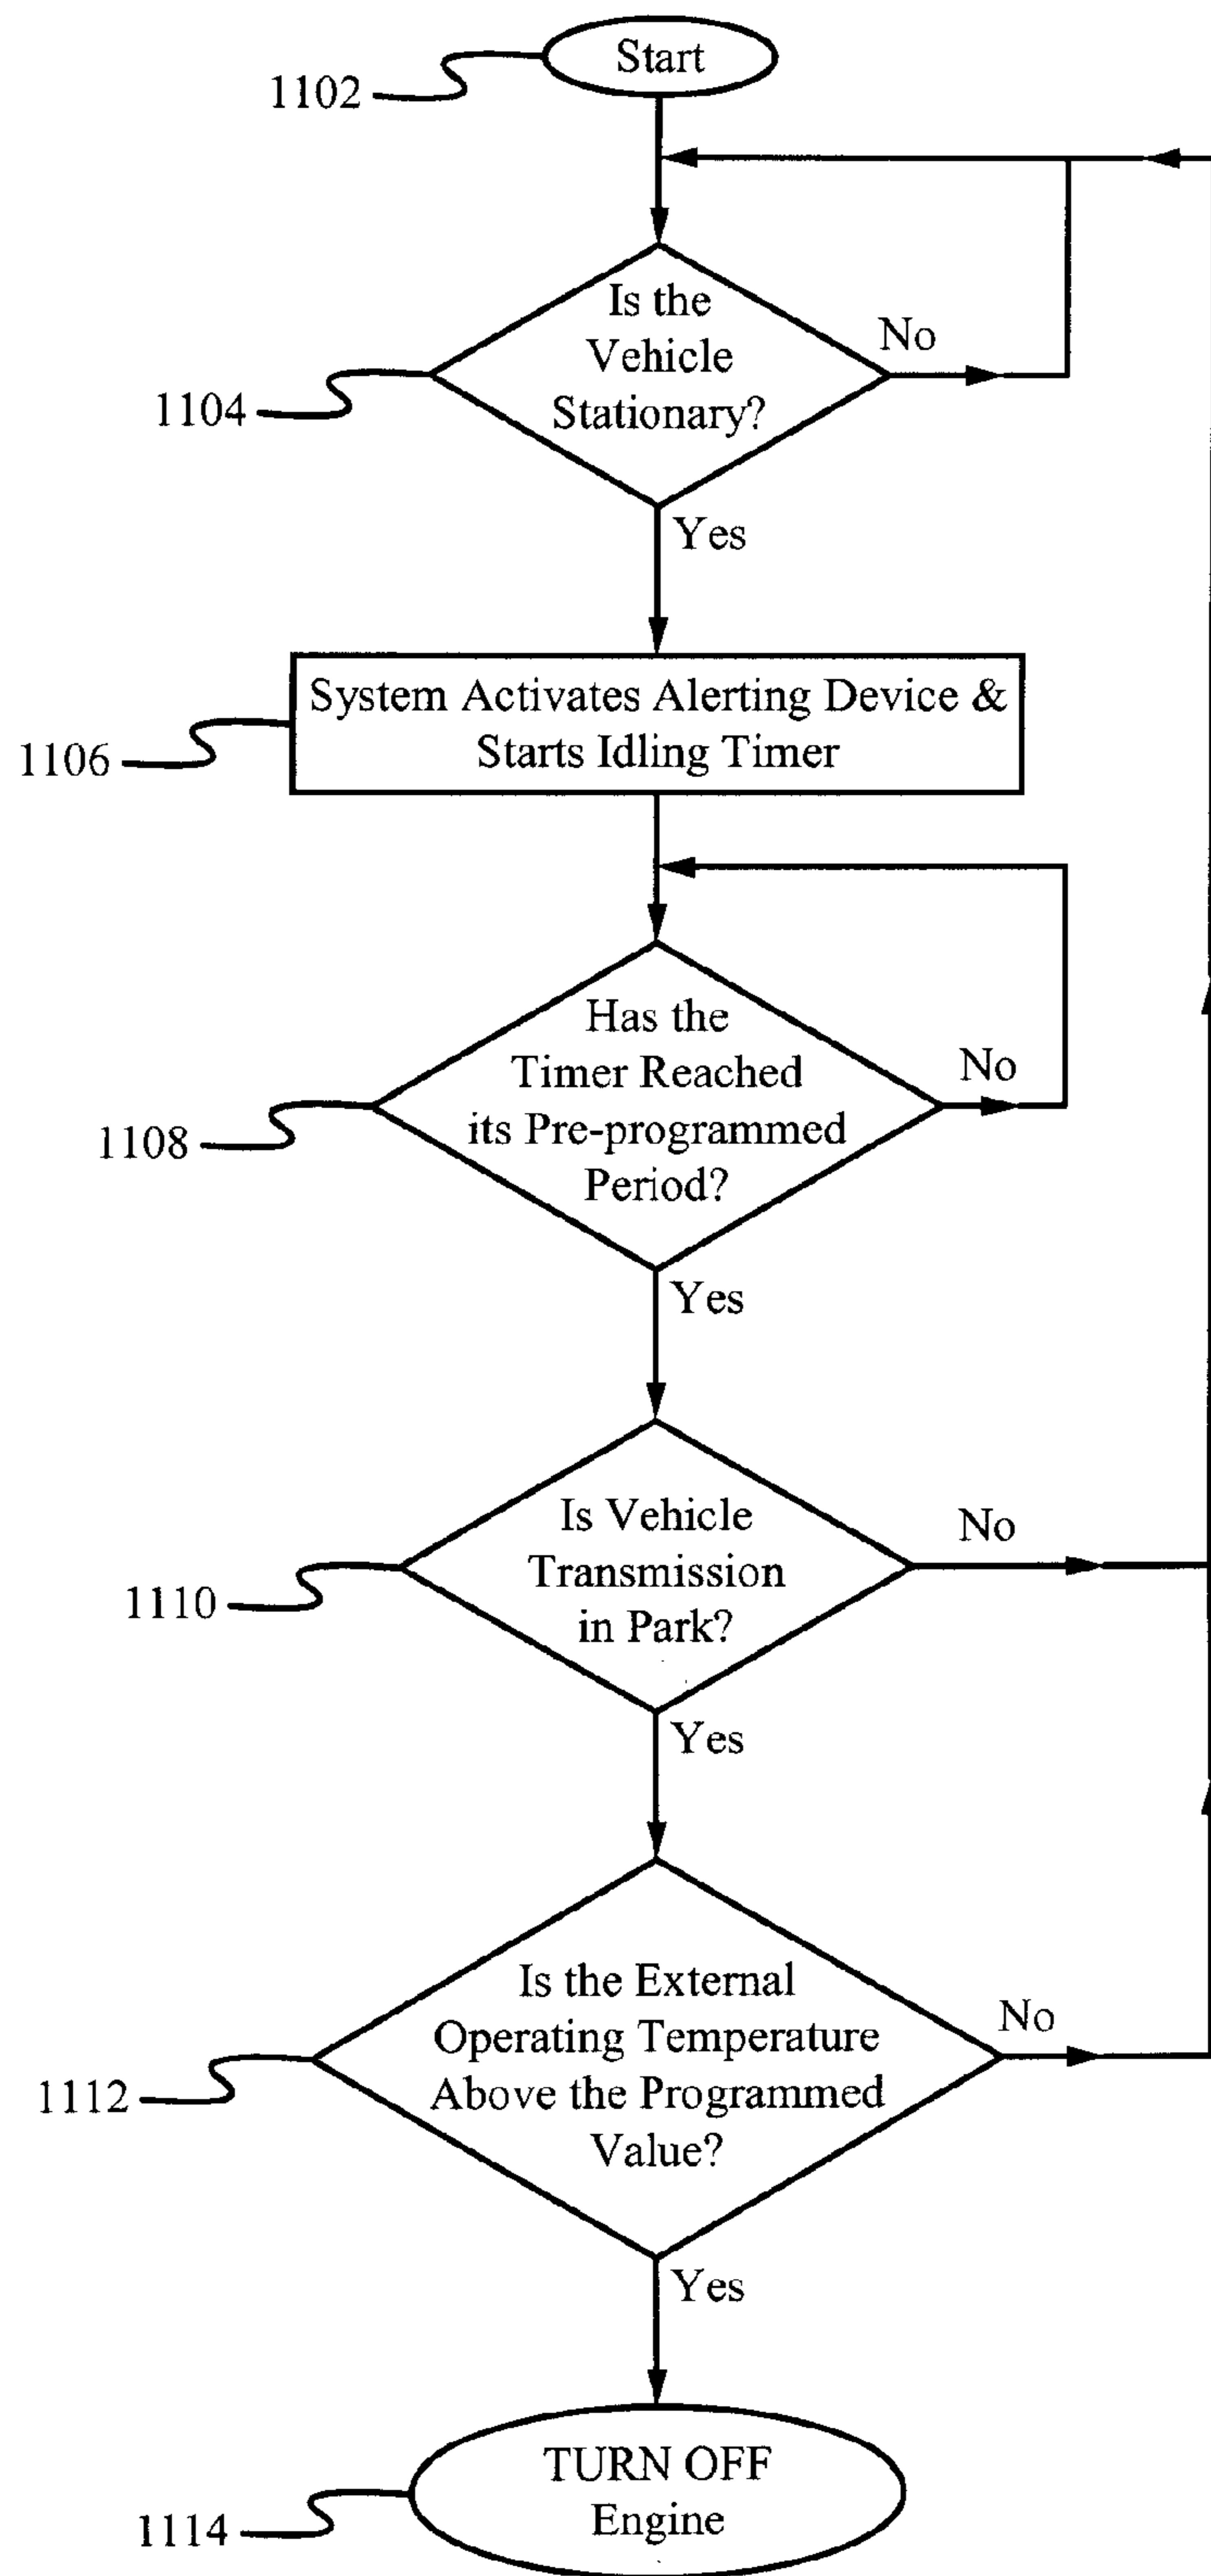 Start
1102
Is the
Vehicle
Stationary?
No
1104
Yes
System Activates Alerting Device &
Starts Idling Timer
1106
Has the
Timer Reached
its Pre-programmed
Period?
No
1108
Yes
Is Vehicle
Transmission
in Park?
No
1110
Yes
Is the External
Operating Temperature
Above the Programmed
Value?
No
1112
Yes
TURN OFF
Engine
1114